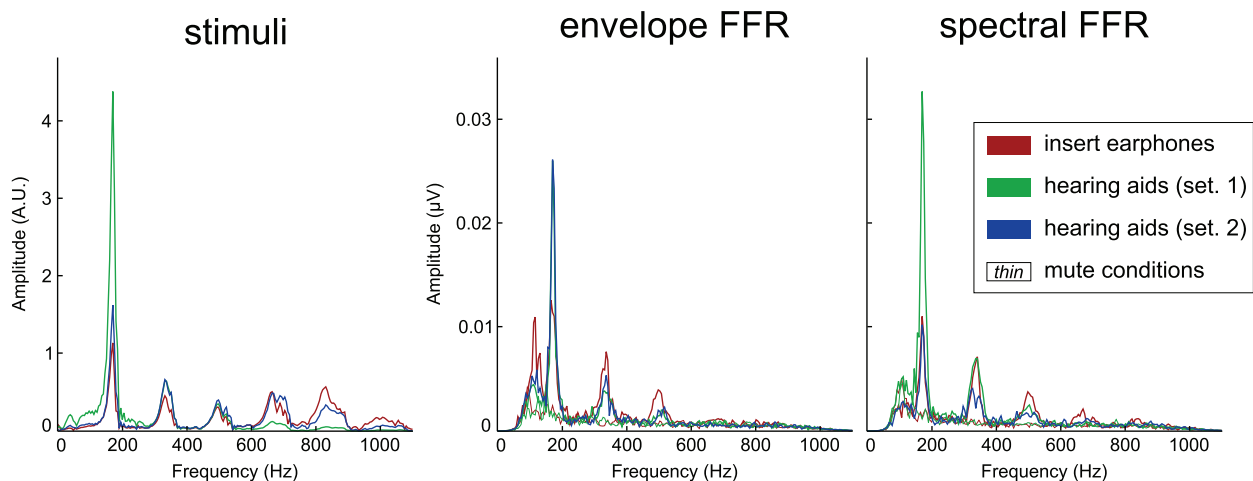 stimuli
envelope FFR
spectral FFR
Amplitude (A.U.)
4
3
2
1
0
0
200
400
600
800
1000
Frequency (Hz)
Amplitude (µV)
0.03
0.02
0.01
0
0
200
400
600
800
1000
Frequency (Hz)
0
200
400
600
800
1000
Frequency (Hz)
insert earphones
hearing aids (set. 1)
hearing aids (set. 2)
thin mute conditions